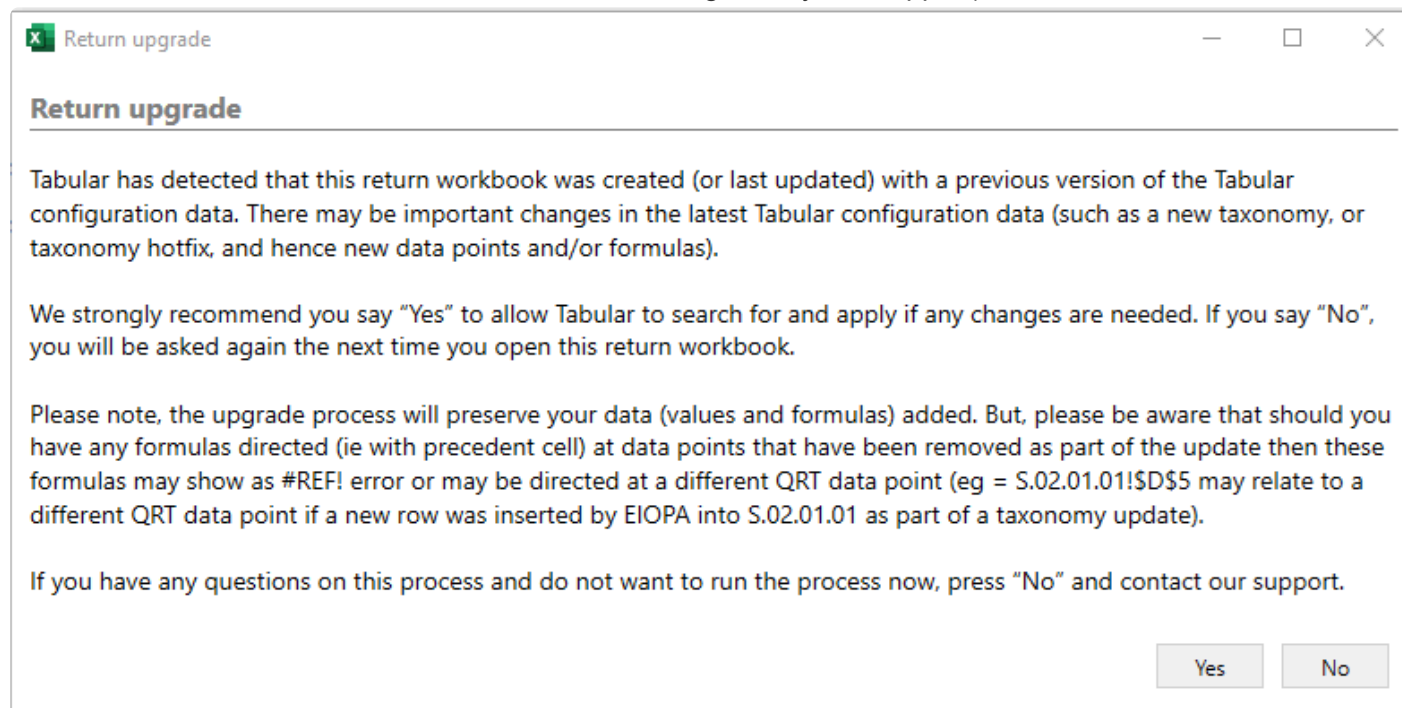 Return upgrade
Return upgrade
Tabular has detected that this return workbook was created (or last updated) with a previous version of the Tabular
configuration data. There may be important changes in the latest Tabular configuration data (such as a new taxonomy, or
taxonomy hotfix, and hence new data points and/or formulas).
We strongly recommend you say “Yes” to allow Tabular to search for and apply if any changes are needed. If you say “No”,
you will be asked again the next time you open this return workbook.
Please note, the upgrade process will preserve your data (values and formulas) added. But, please be aware that should you
have any formulas directed (ie with precedent cell) at data points that have been removed as part of the update then these
formulas may show as #REF! error or may be directed at a different QRT data point (eg = S.02.01.01!$D$5 may relate to a
different QRT data point if a new row was inserted by EIOPA into S.02.01.01 as part of a taxonomy update).
If you have any questions on this process and do not want to run the process now, press “No” and contact our support.
Yes No